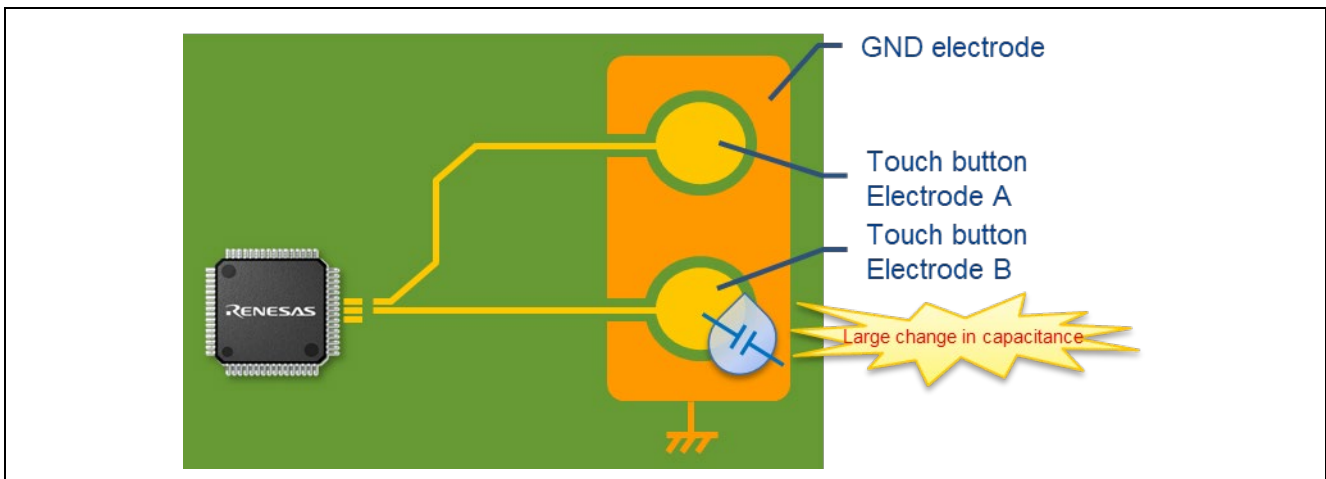 GND electrode
Touch button
Electrode A
Touch button
Electrode B
RENESAS
Large change in capacitance